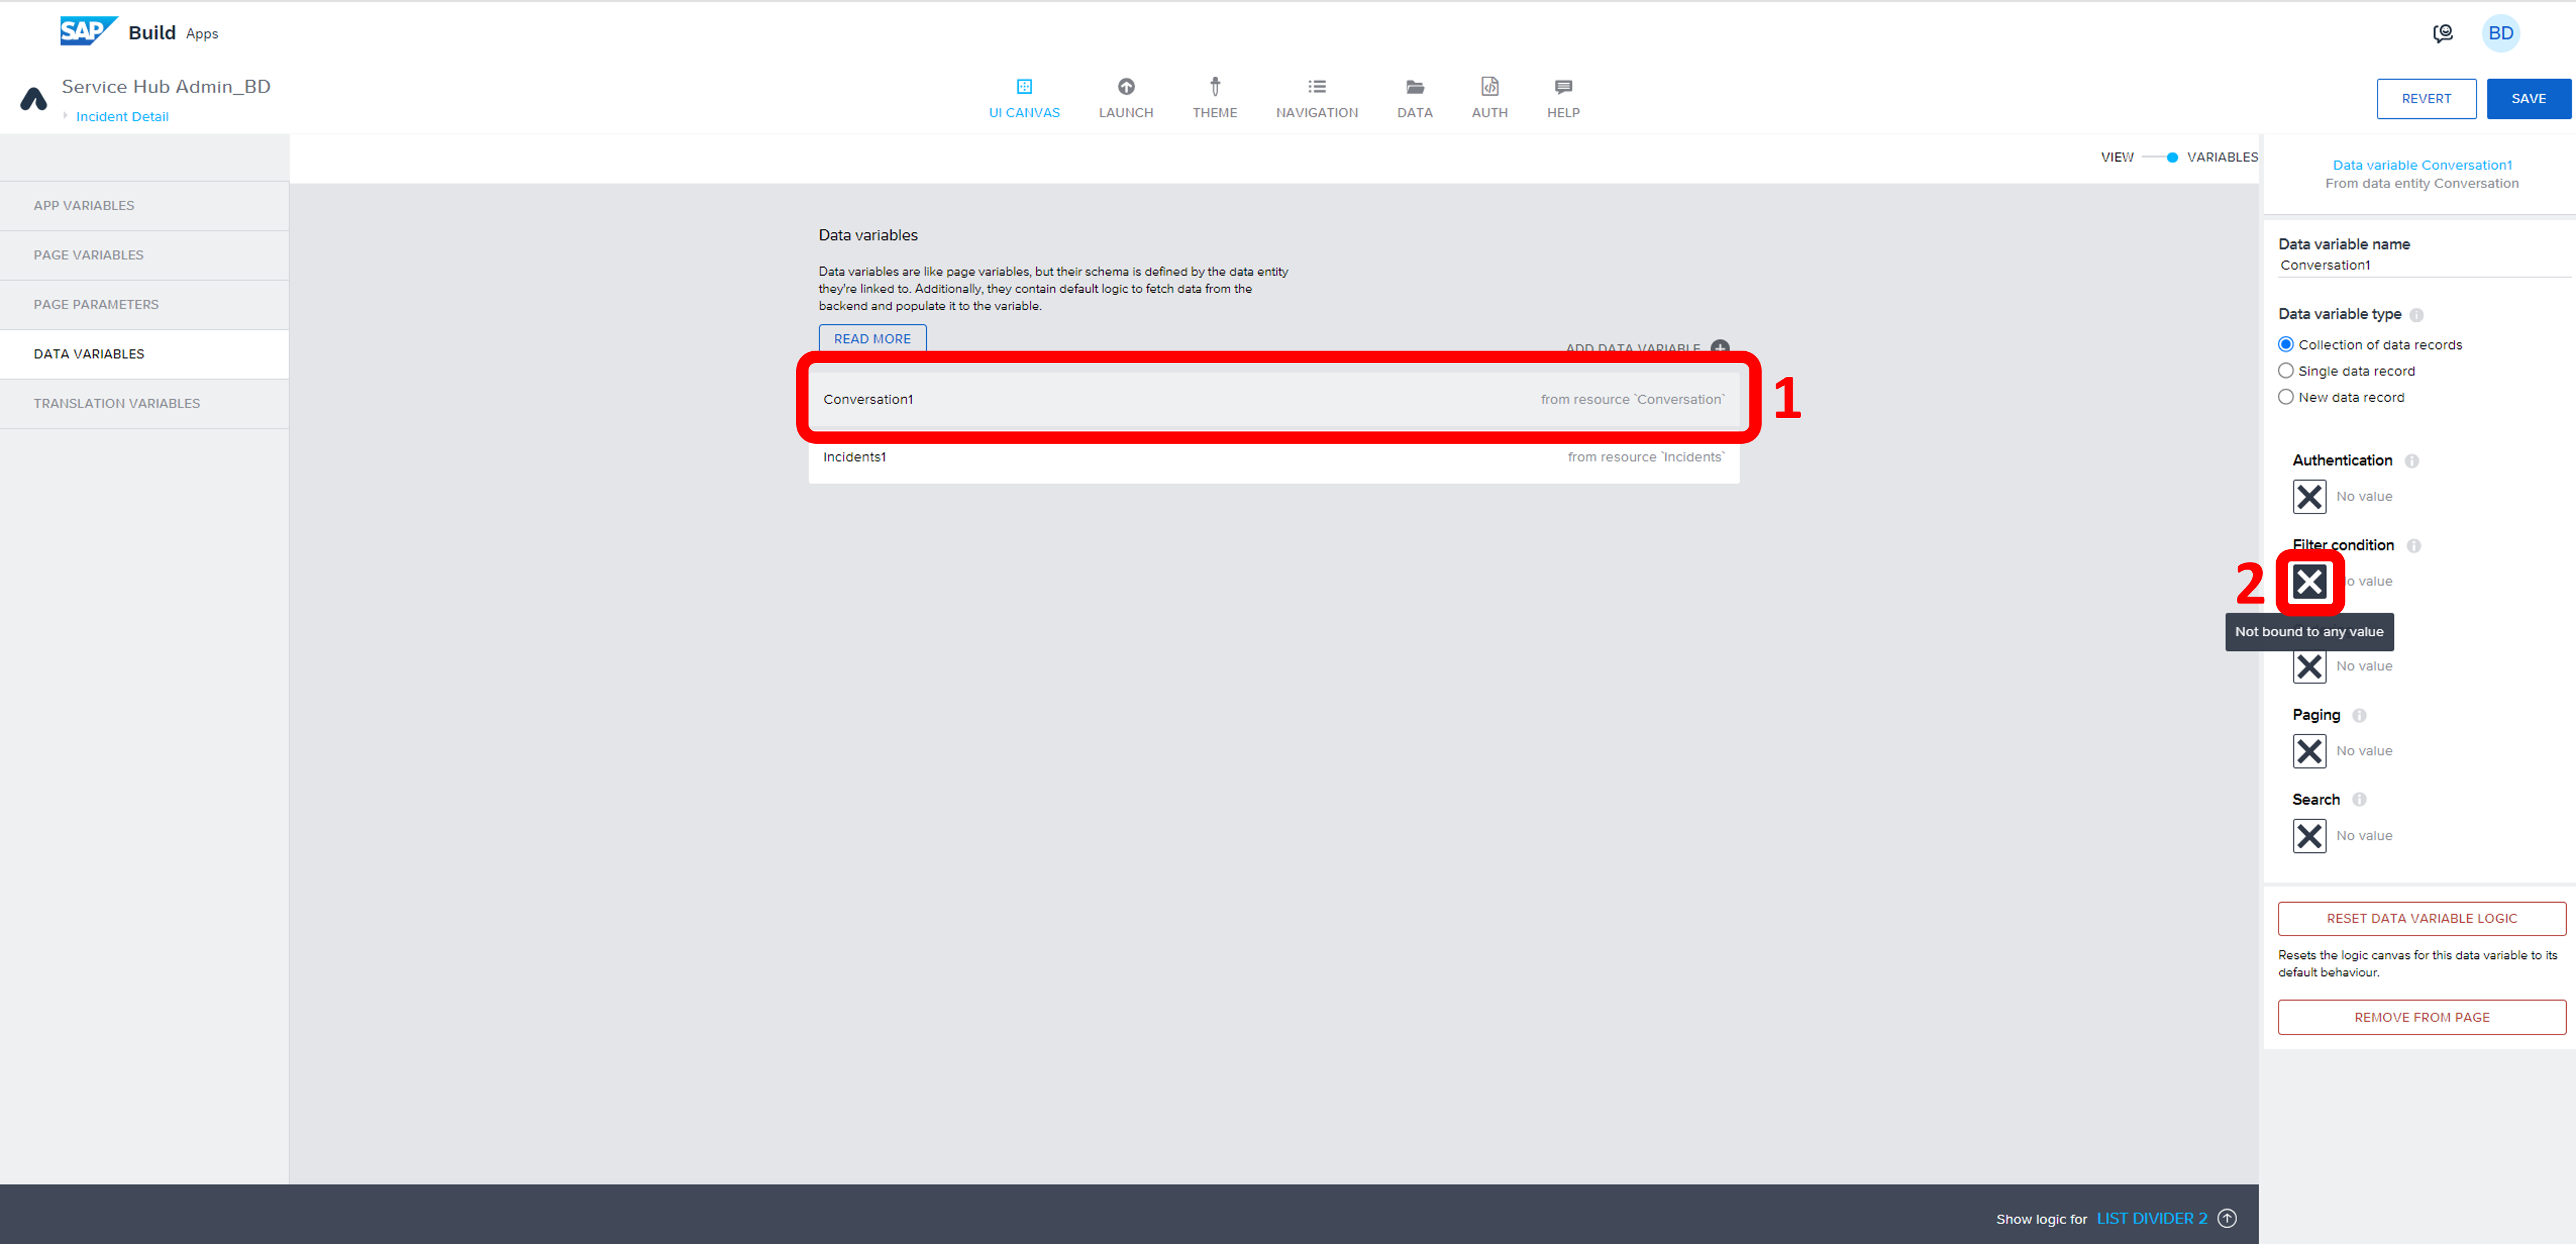 SAP Build Apps
BD
Service Hub Admin_BD
Incident Detail
UI CANVAS
LAUNCH
THEME
NAVIGATION
DATA
AUTH
HELP
REVERT
SAVE
VIEW
VARIABLES
APP VARIABLES
PAGE VARIABLES
PAGE PARAMETERS
DATA VARIABLES
TRANSLATION VARIABLES
Data variables
Data variables are like page variables, but their schema is defined by the data entity
they're linked to. Additionally, they contain default logic to fetch data from the
backend and populate it to the variable.
READ MORE
ADD DATA VARIABLE
Conversation1 from resource `Conversation`
1
Incidents1 from resource `Incidents`
Data variable Conversation1
From data entity Conversation
Data variable name
Conversation1
Data variable type
Collection of data records
Single data record
New data record
Authentication
No value
Filter condition
2
o value
Not bound to any value
No value
Paging
No value
Search
No value
RESET DATA VARIABLE LOGIC
Resets the logic canvas for this data variable to its
default behaviour.
REMOVE FROM PAGE
Show logic for LIST DIVIDER 2